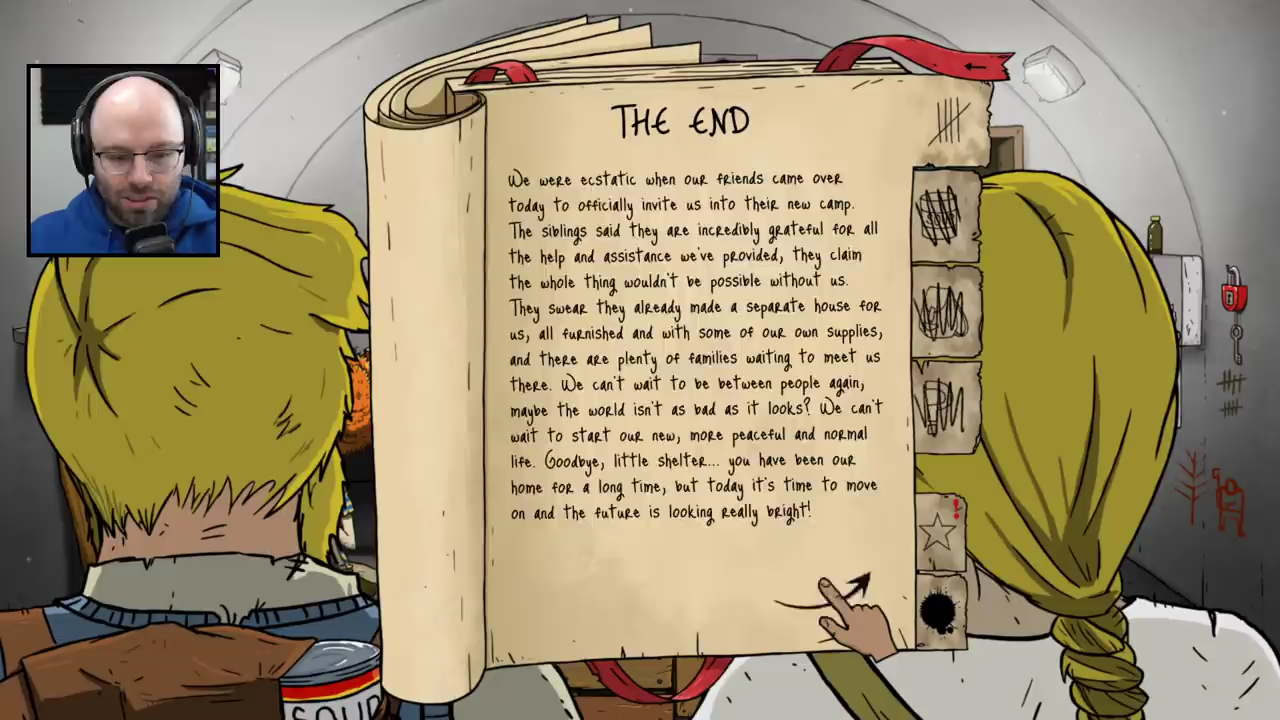 THE END
We were ecstatic when our friends came over
today to officially invite us into their new camp.
The siblings said they are incredibly grateful for all
the help and assistance we've provided, they claim
the whole thing wouldn't be possible without us.
They swear they already made a separate house for
us, all furnished and with some of our own supplies,
and there are plenty of families waiting to meet us
there. We can't wait to be between people again,
maybe the world isn't as bad as it looks? We can't
wait to start our new, more peaceful and normal
life. Goodbye, little shelter... you have been our
home for a long time, but today it's time to move
on and the future is looking really bright!
SOUP